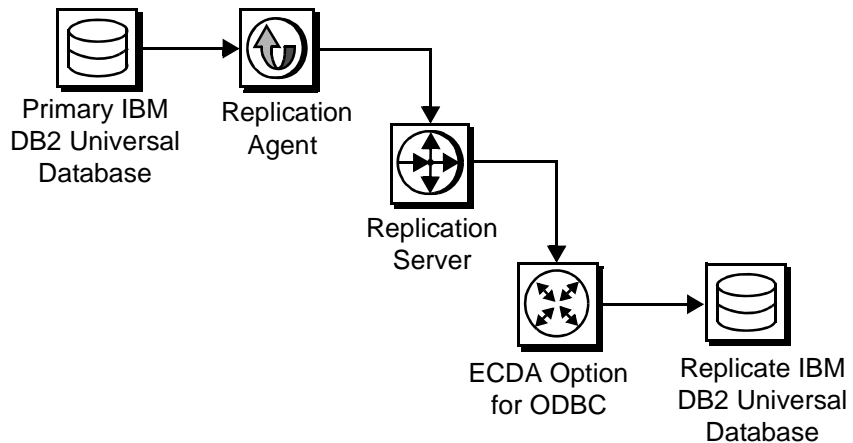 Primary IBM
DB2 Universal
Database
Replication
Agent
Replication
Server
ECDA Option
for ODBC
Replicate IBM
DB2 Universal
Database